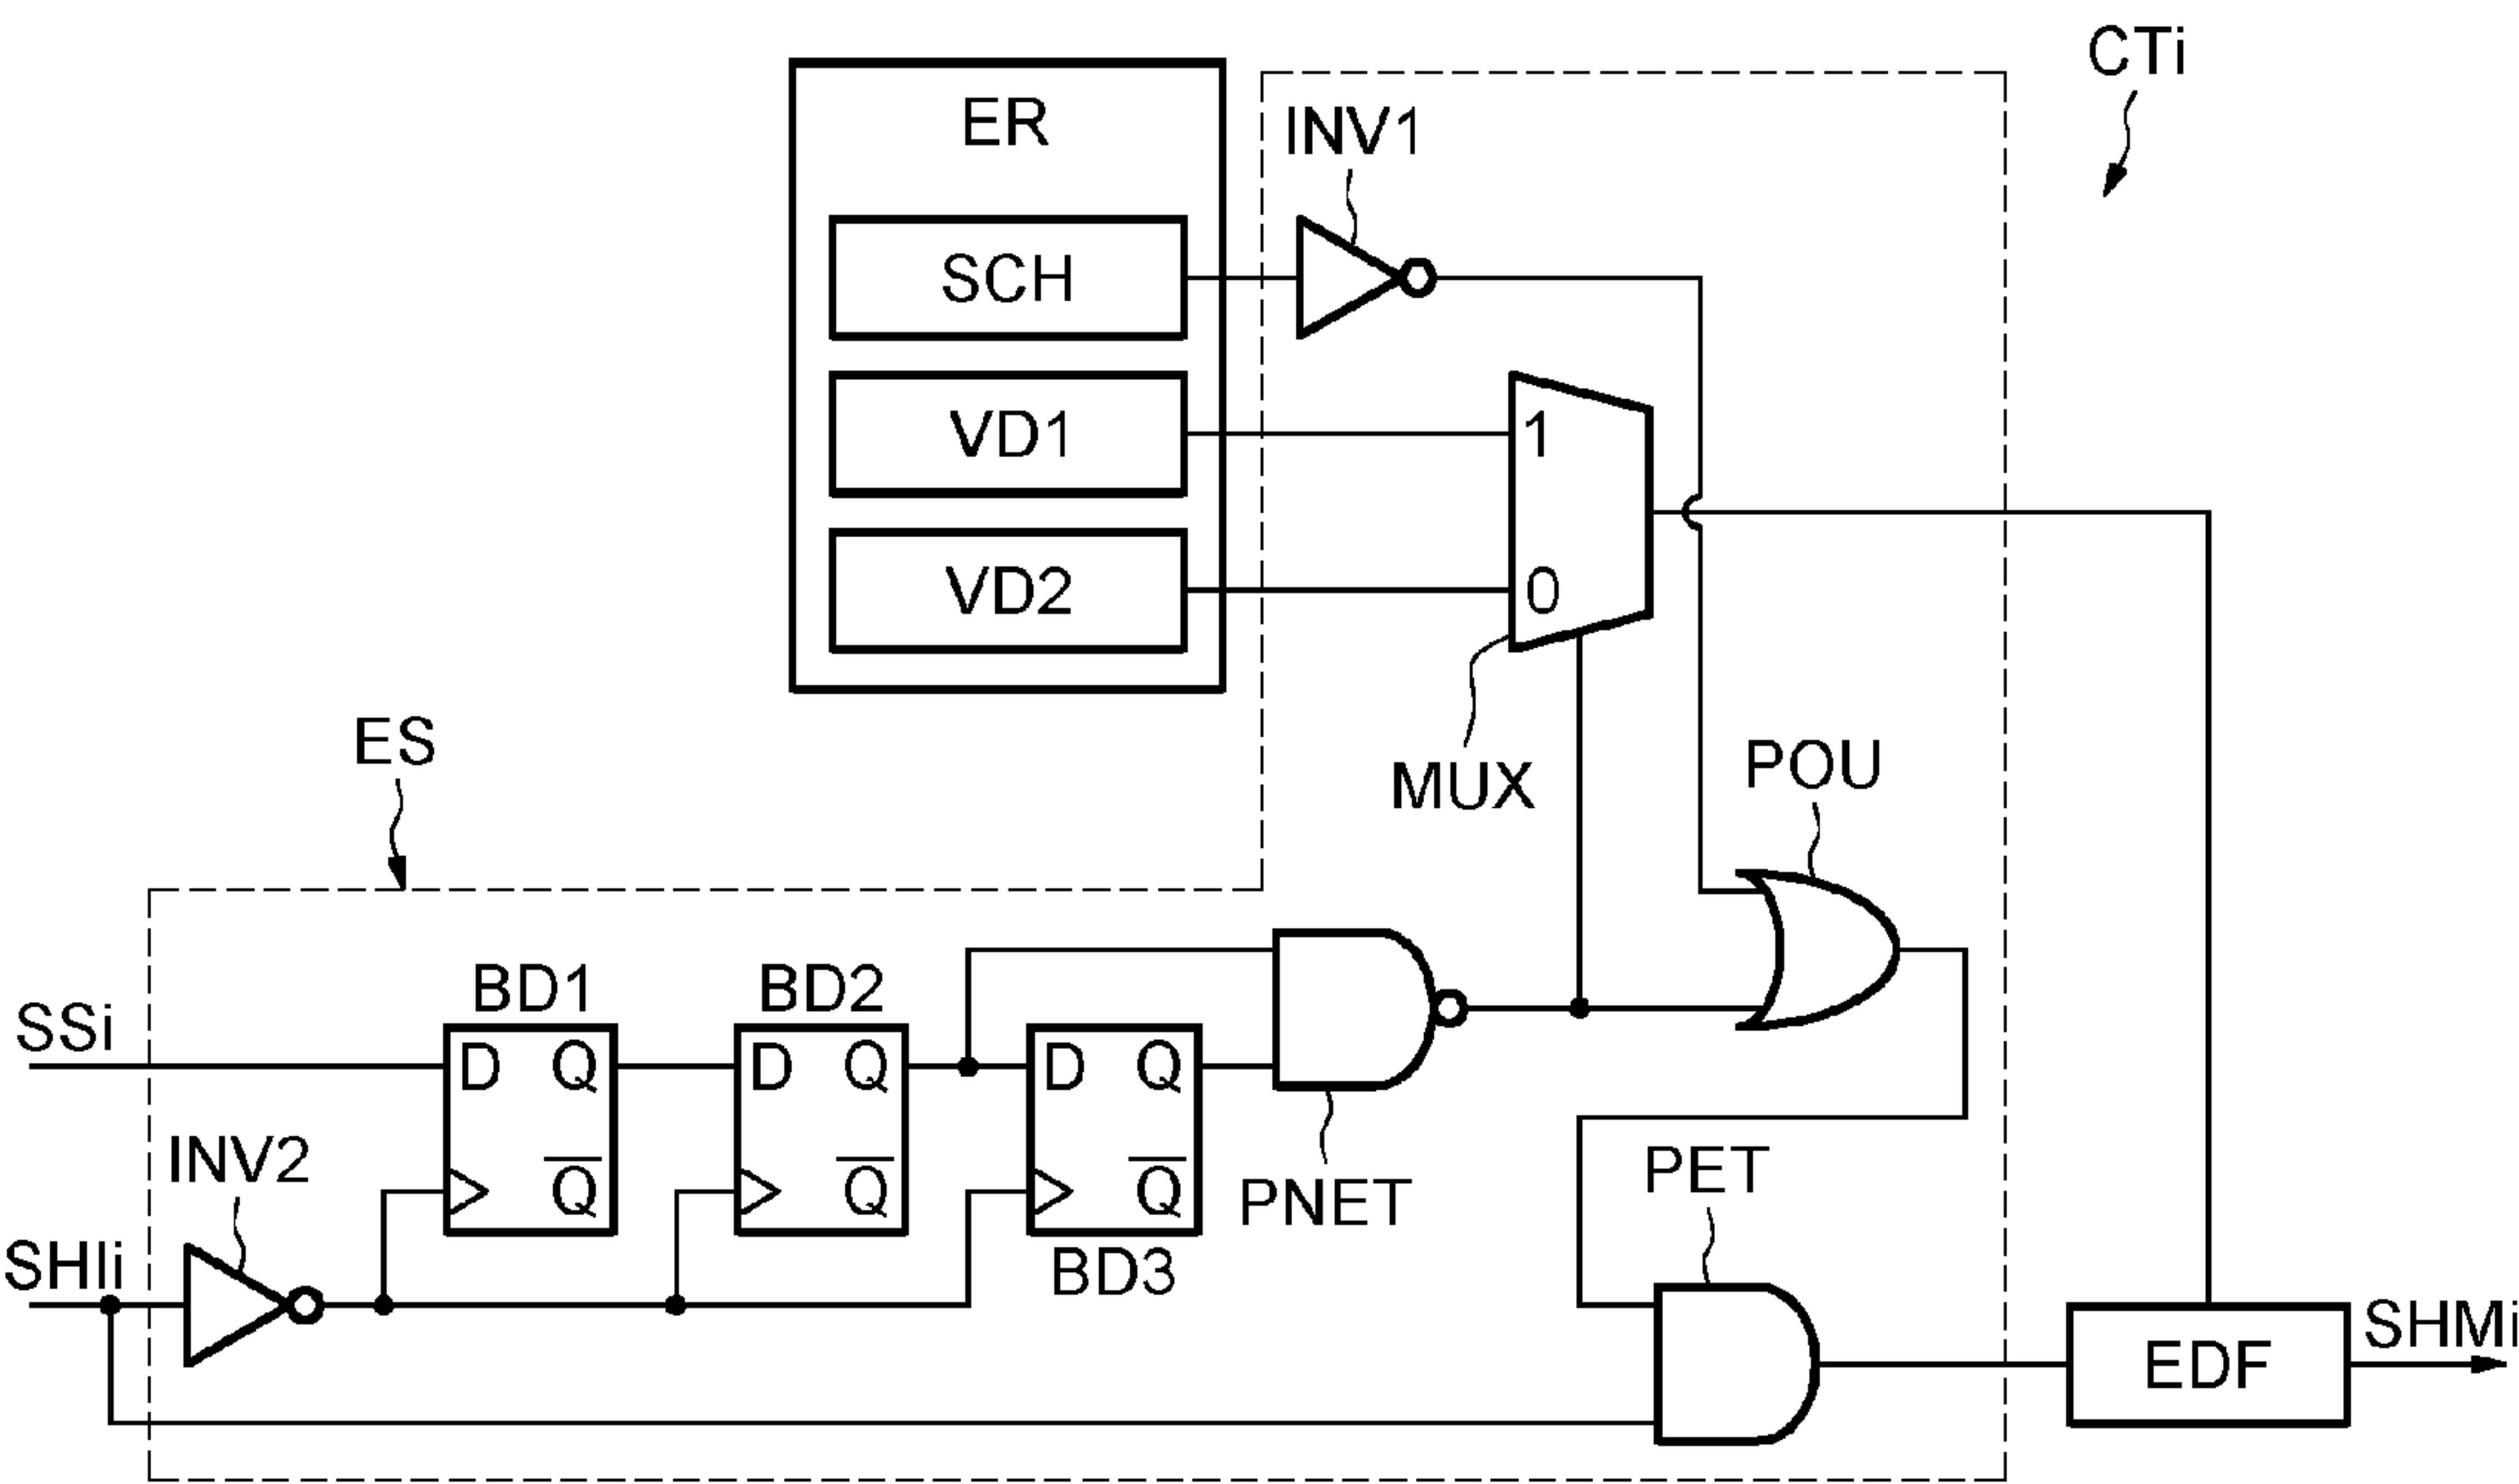 CTi
ER
INV1
SCH
VD1
1
VD2
0
ES
MUX
POU
BD1
BD2
SSi
D Q
D Q
D Q
INV2
Q
Q
Q
PNET
PET
SHIi
BD3
SHMi
EDF